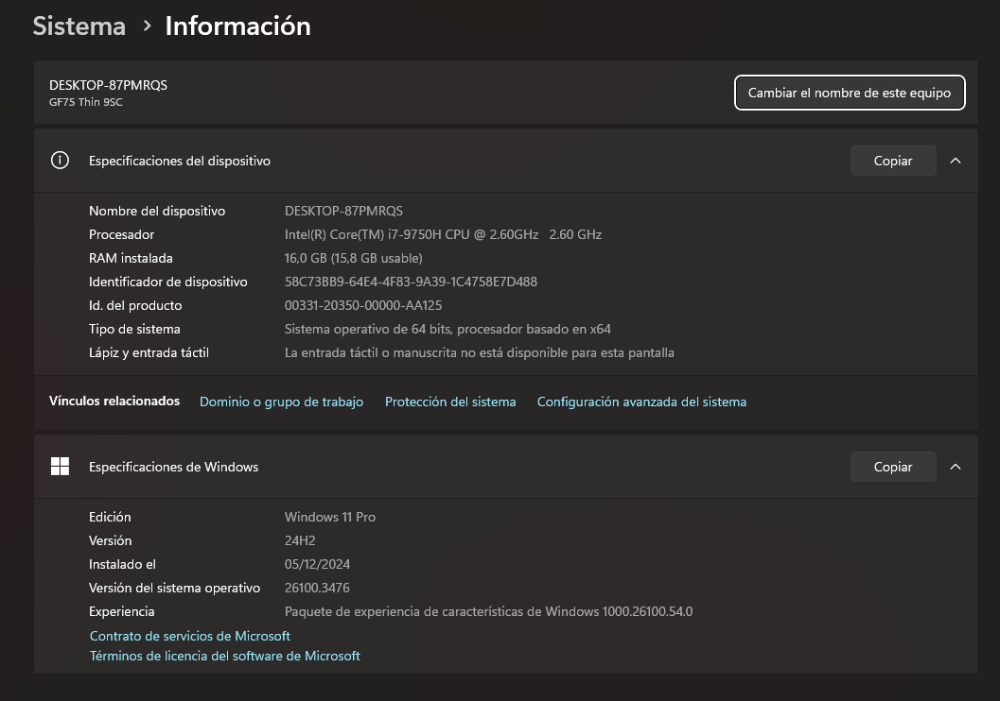 Sistema > Información
DESKTOP-87PMRQS
GF75 Thin 9SC
Cambiar el nombre de este equipo
Especificaciones del dispositivo
Copiar
Nombre del dispositivo DESKTOP-87PMRQS
Procesador Intel(R) Core(TM) i7-9750H CPU @ 2.60GHz 2.60 GHz
RAM instalada 16,0 GB (15,8 GB usable)
Identificador de dispositivo 58C73BB9-64E4-4F83-9A39-1C4758E7D488
Id. del producto 00331-20350-00000-AA125
Tipo de sistema Sistema operativo de 64 bits, procesador basado en x64
Lápiz y entrada táctil La entrada táctil o manuscrita no está disponible para esta pantalla
Vínculos relacionados Dominio o grupo de trabajo Protección del sistema Configuración avanzada del sistema
Especificaciones de Windows
Copiar
Edición Windows 11 Pro
Versión 24H2
Instalado el 05/12/2024
Versión del sistema operativo 26100.3476
Experiencia Paquete de experiencia de características de Windows 1000.26100.54.0
Contrato de servicios de Microsoft
Términos de licencia del software de Microsoft